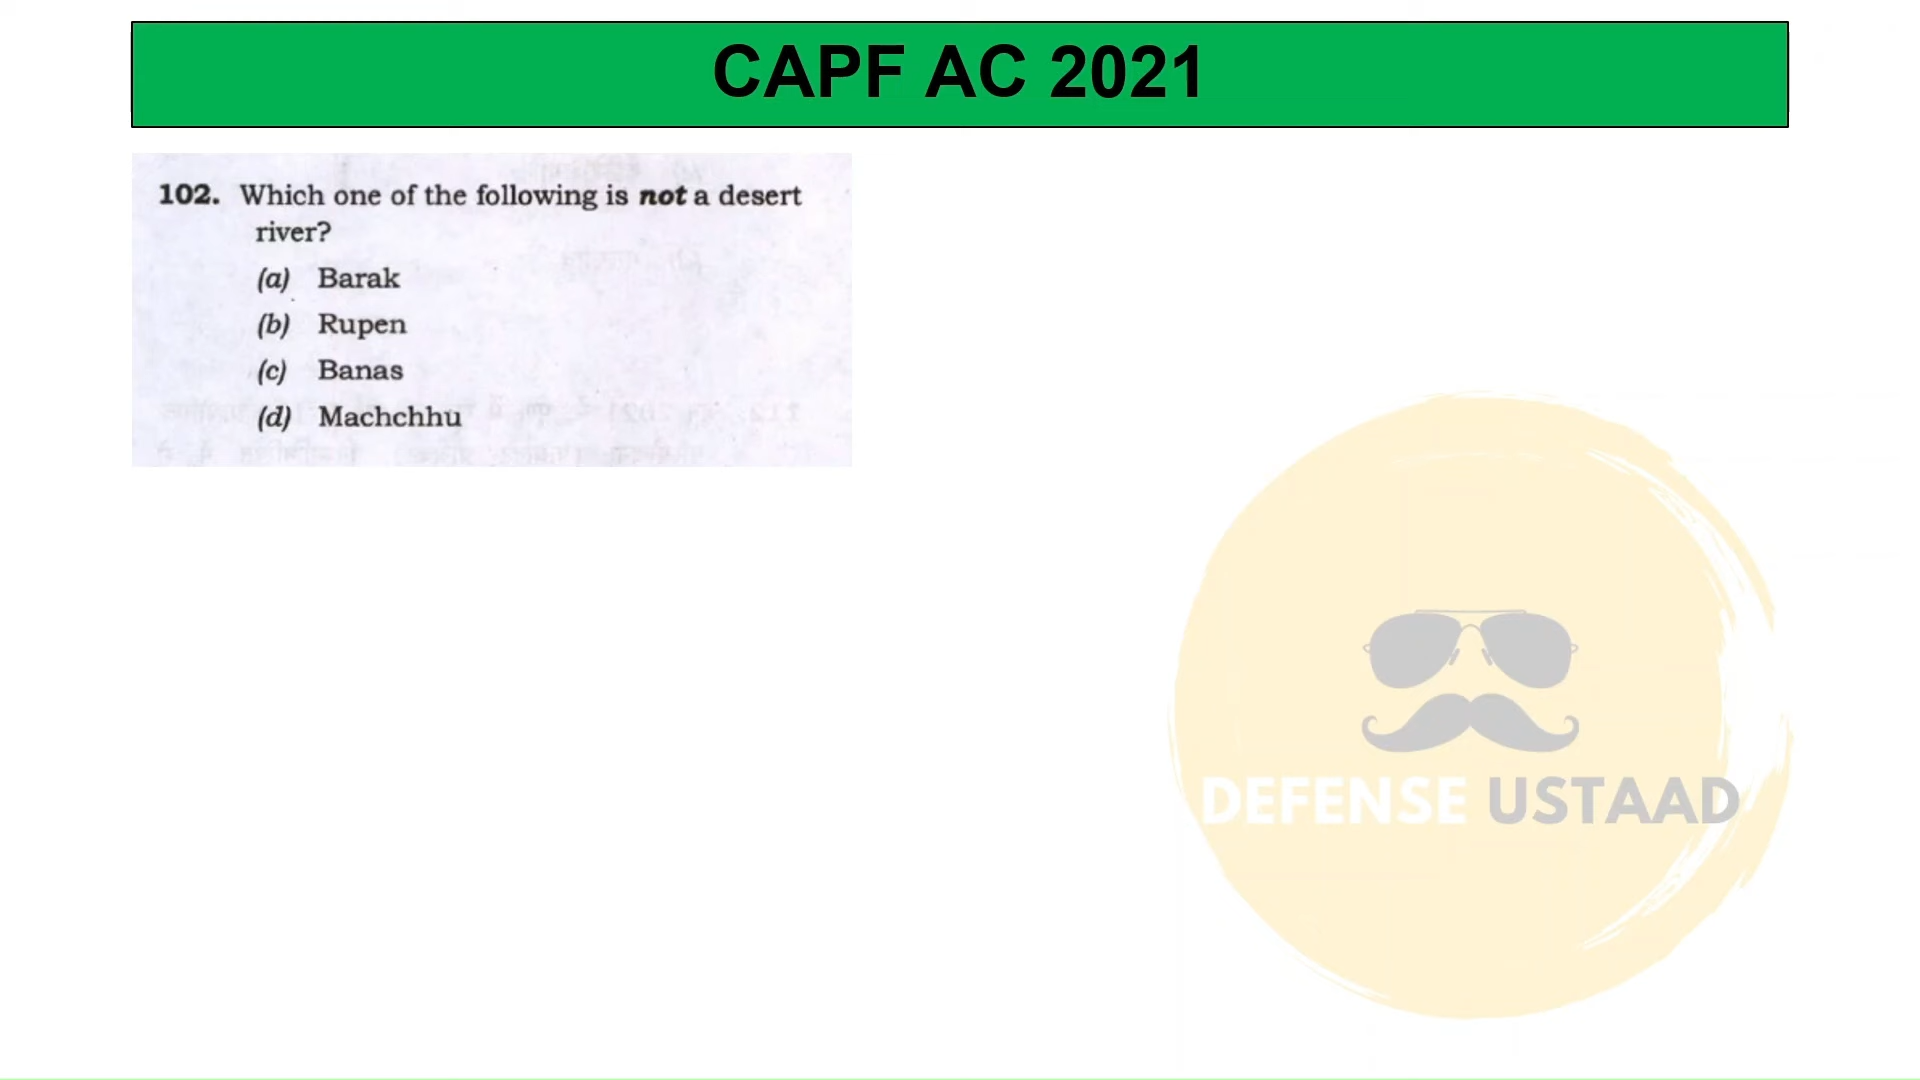 CAPF AC 2021
102. Which one of the following is not a desert
river?
(a) Barak
(b) Rupen
(c) Banas
(d) Machchhu
DEFENSE USTAAD